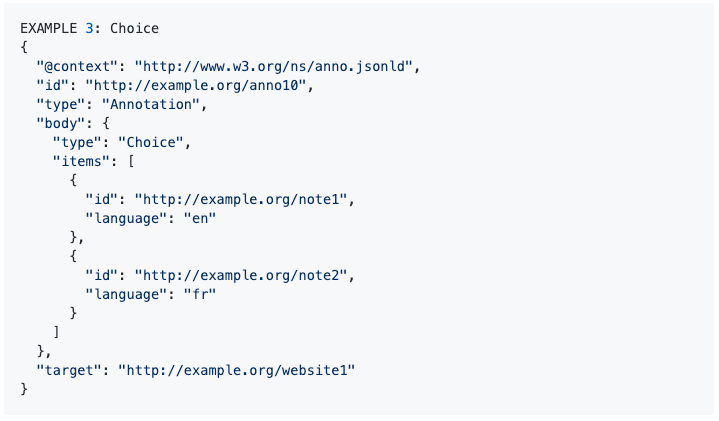 EXAMPLE 3: Choice
{
  "@context": "http://www.w3.org/ns/anno.jsonld",
  "id": "http://example.org/anno10",
  "type": "Annotation",
  "body": {
    "type": "Choice",
    "items": [
      {
        "id": "http://example.org/note1",
        "language": "en"
      },
      {
        "id": "http://example.org/note2",
        "language": "fr"
      }
    ]
  },
  "target": "http://example.org/website1"
}